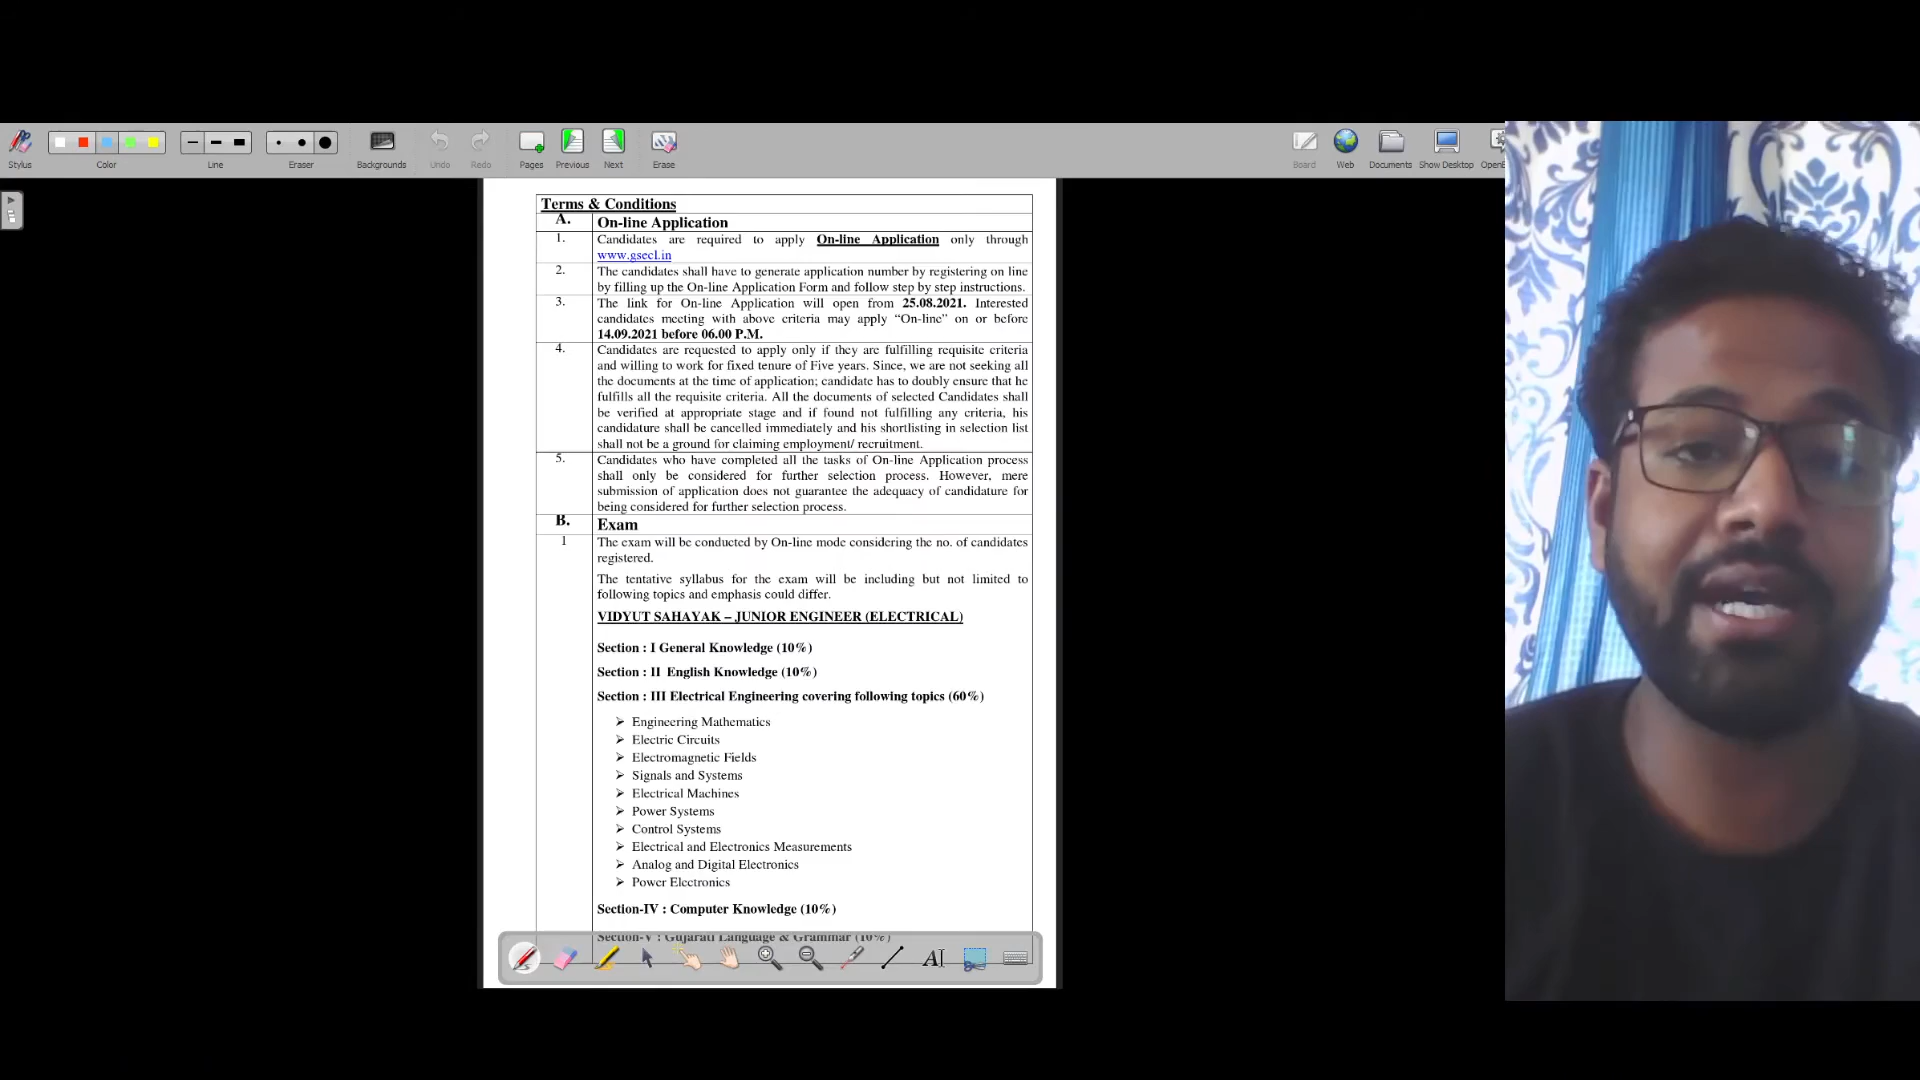 Stylus
Color
Line
Eraser
Backgrounds
Undo
Redo
Pages
Previous
Next
Erase
Board
Web
Documents
Show Desktop
Terms & Conditions
A. On-line Application
1. Candidates are required to apply On-line Application only through
www.gsecl.in
2. The candidates shall have to generate application number by registering on line
by filling up the On-line Application Form and follow step by step instructions.
3. The link for On-line Application will open from 25.08.2021. Interested
candidates meeting with above criteria may apply “On-line” on or before
14.09.2021 before 06.00 P.M.
4. Candidates are requested to apply only if they are fulfilling requisite criteria
and willing to work for fixed tenure of Five years. Since, we are not seeking all
the documents at the time of application; candidate has to doubly ensure that he
fulfills all the requisite criteria. All the documents of selected Candidates shall
be verified at appropriate stage and if found not fulfilling any criteria, his
candidature shall be cancelled immediately and his shortlisting in selection list
shall not be a ground for claiming employment/ recruitment.
5. Candidates who have completed all the tasks of On-line Application process
shall only be considered for further selection process. However, mere
submission of application does not guarantee the adequacy of candidature for
being considered for further selection process.
B. Exam
1 The exam will be conducted by On-line mode considering the no. of candidates
registered.
The tentative syllabus for the exam will be including but not limited to
following topics and emphasis could differ.
VIDYUT SAHAYAK – JUNIOR ENGINEER (ELECTRICAL)
Section : I General Knowledge (10%)
Section : II English Knowledge (10%)
Section : III Electrical Engineering covering following topics (60%)
➢ Engineering Mathematics
➢ Electric Circuits
➢ Electromagnetic Fields
➢ Signals and Systems
➢ Electrical Machines
➢ Power Systems
➢ Control Systems
➢ Electrical and Electronics Measurements
➢ Analog and Digital Electronics
➢ Power Electronics
Section-IV : Computer Knowledge (10%)
Section-V : Gujarati Language & Grammar (10%)